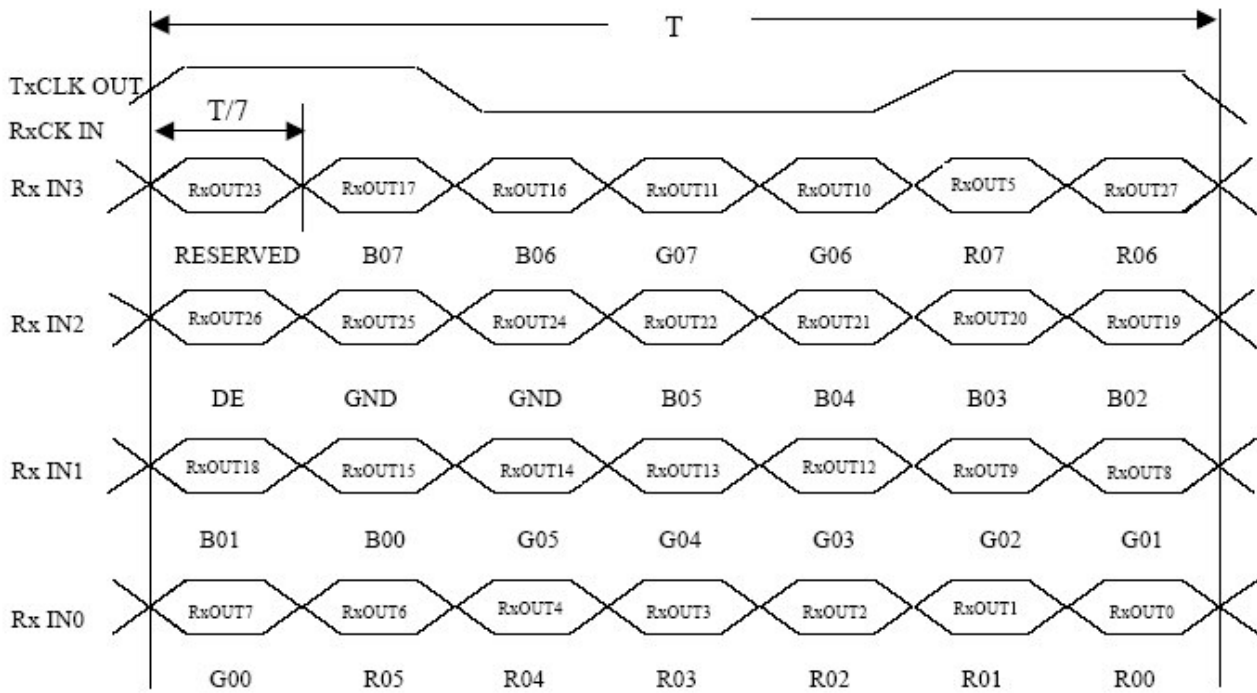 T
TxCLK OUT
T/7
RxCK IN
Rx IN3 RxOUT23 RxOUT17 RxOUT16 RxOUT11 RxOUT10 RxOUT5 RxOUT27
RESERVED B07 B06 G07 G06 R07 R06
Rx IN2 RxOUT26 RxOUT25 RxOUT24 RxOUT22 RxOUT21 RxOUT20 RxOUT19
DE GND GND B05 B04 B03 B02
Rx IN1 RxOUT18 RxOUT15 RxOUT14 RxOUT13 RxOUT12 RxOUT9 RxOUT8
B01 B00 G05 G04 G03 G02 G01
Rx IN0 RxOUT7 RxOUT6 RxOUT4 RxOUT3 RxOUT2 RxOUT1 RxOUT0
G00 R05 R04 R03 R02 R01 R00